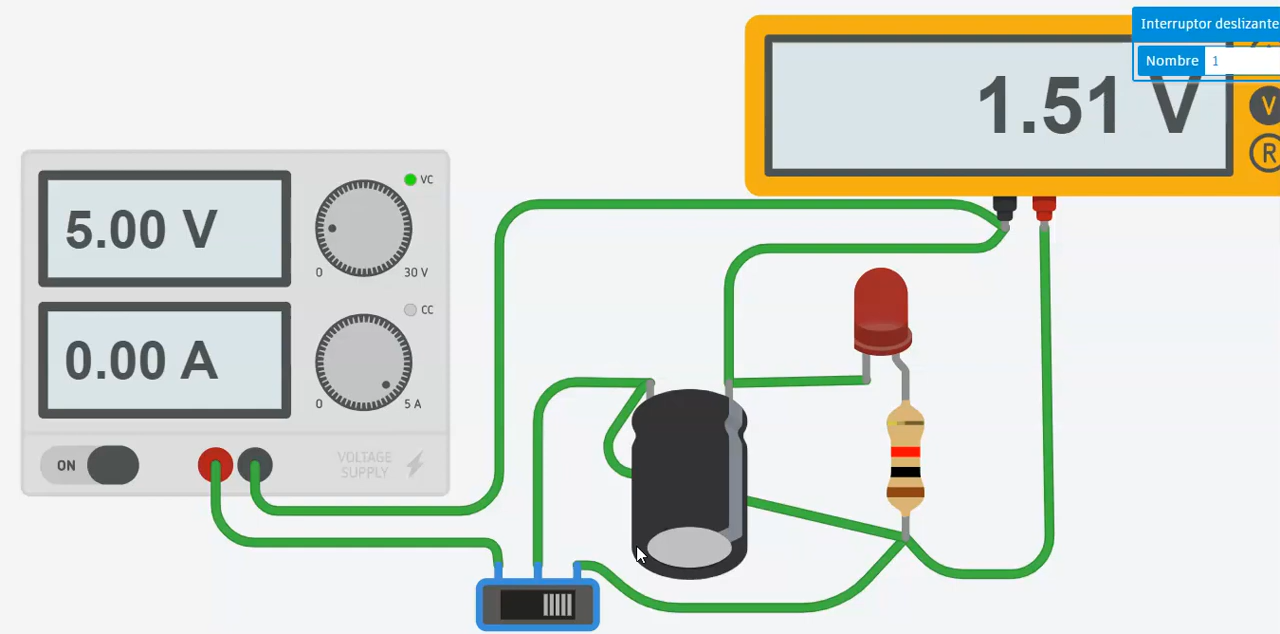 Interruptor deslizante
Nombre 1
1.51 V
V
R
5.00 V
VC
0 30 V
CC
0.00 A
0 5 A
ON
VOLTAGE
SUPPLY